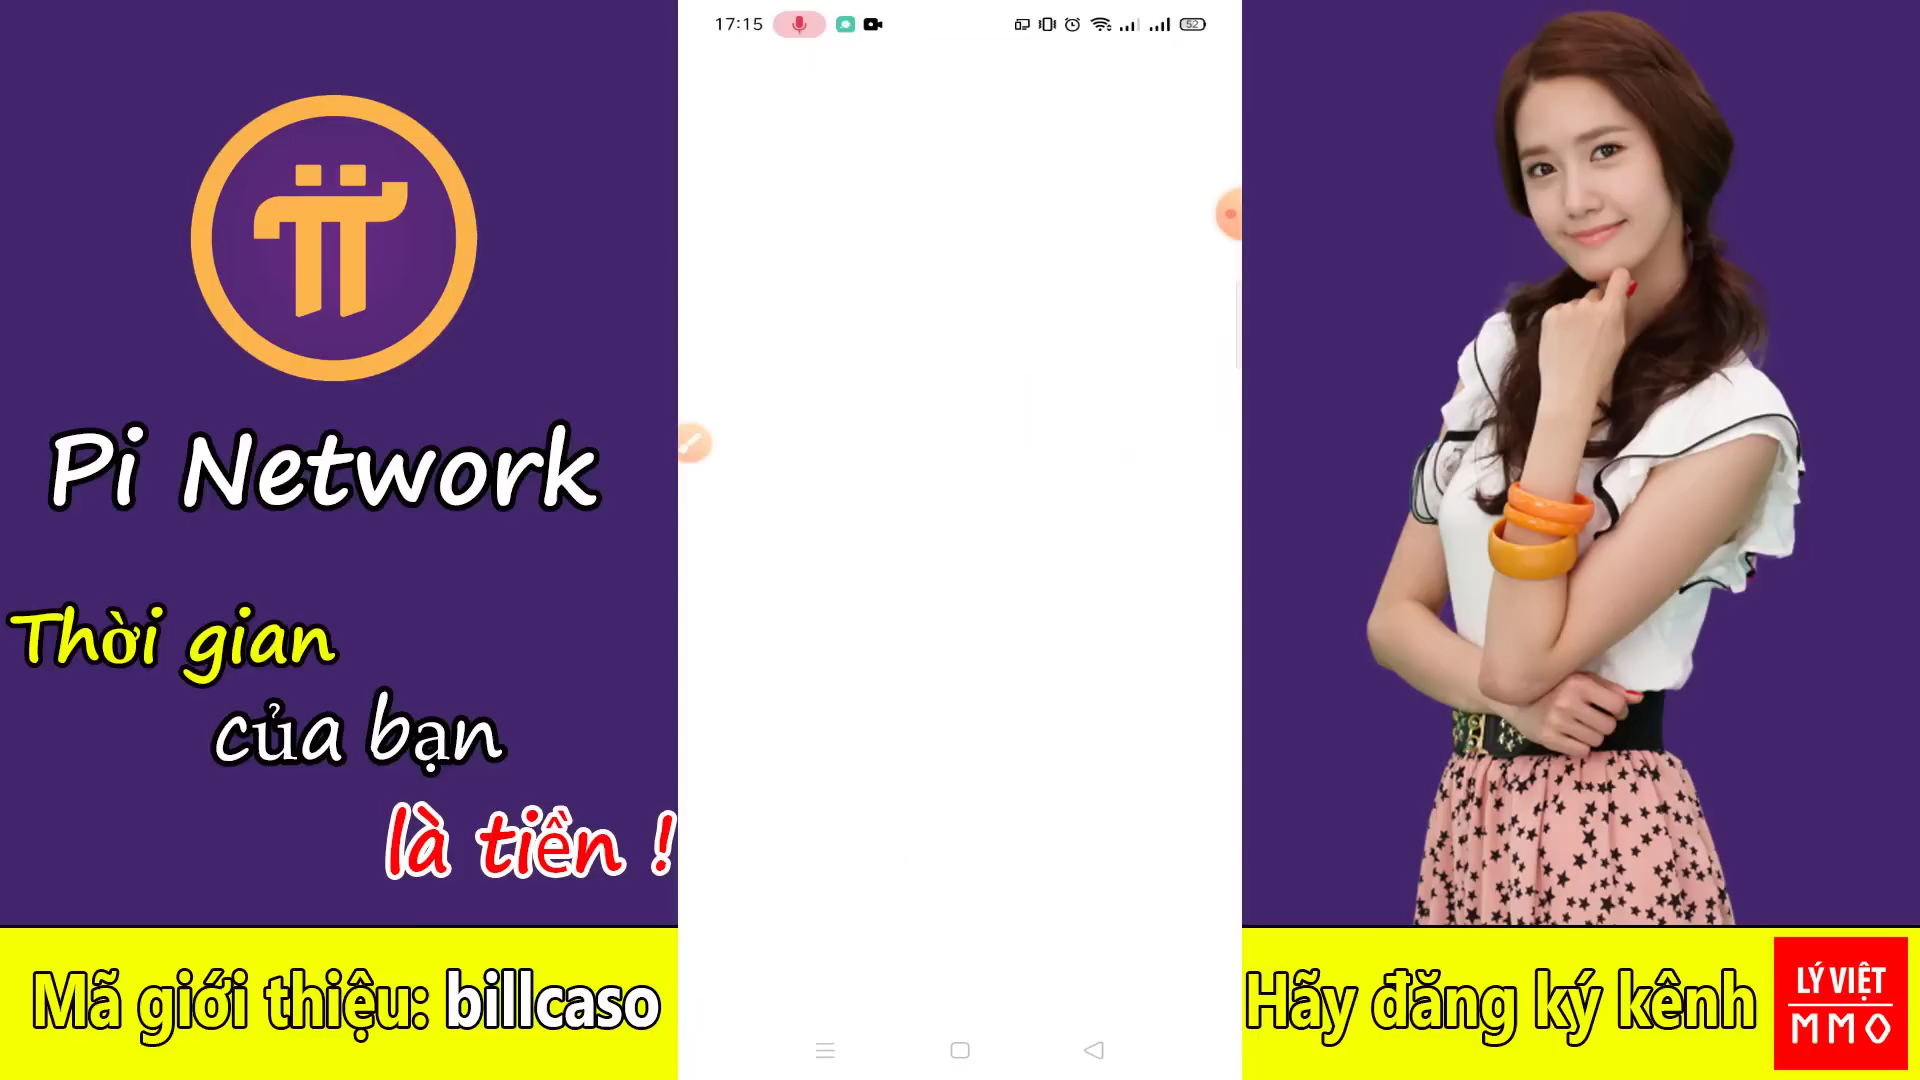 17:15
52
Pi Network
Thời gian
của bạn
là tiền !
Mã giới thiệu: billcaso
Hãy đăng ký kênh
LÝ VIỆT
MMO